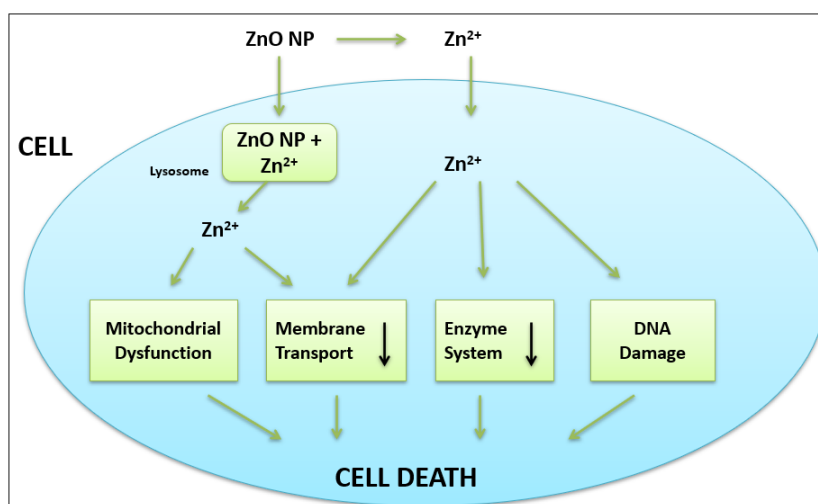 ZnO NP
Zn²⁺
CELL
ZnO NP +
Zn²⁺
Lysosome
Zn²⁺
Zn²⁺
Mitochondrial
Dysfunction
Membrane
Transport
Enzyme
System
DNA
Damage
CELL DEATH